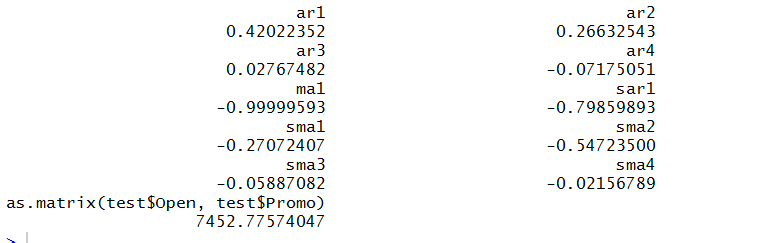 ar1 ar2
0.42022352 0.26632543
ar3 ar4
0.02767482 -0.07175051
ma1 sar1
-0.99999593 -0.79859893
sma1 sma2
-0.27072407 -0.54723500
sma3 sma4
-0.05887082 -0.02156789
as.matrix(test$Open, test$Promo)
7452.77574047
>